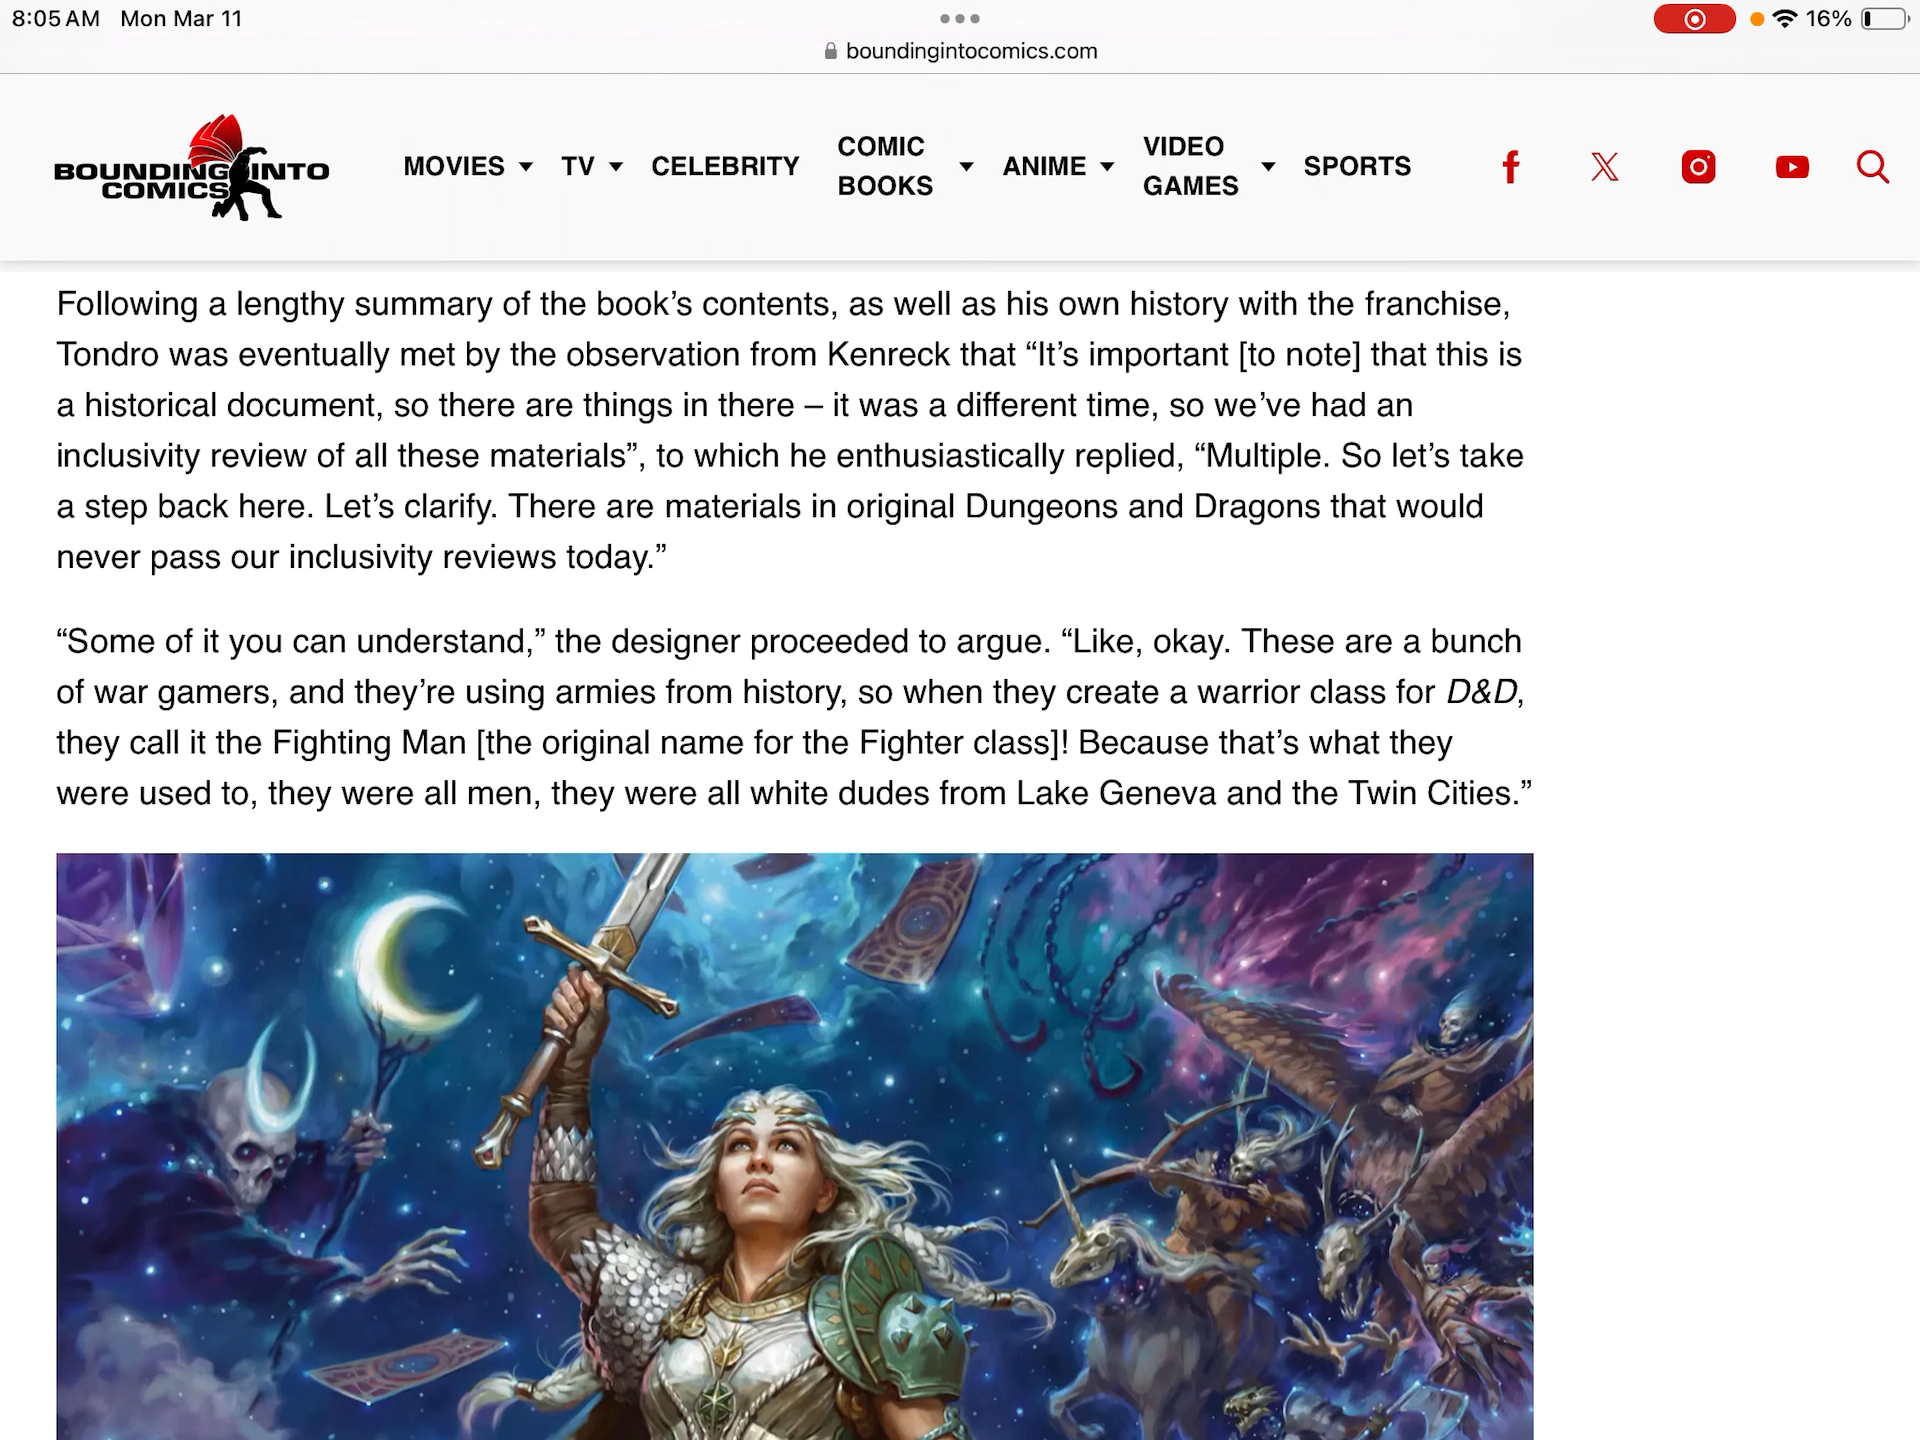 8:05 AM Mon Mar 11
16%
boundingintocomics.com
BOUNDING INTO
COMICS
MOVIES
TV
CELEBRITY
COMIC
BOOKS
ANIME
VIDEO
GAMES
SPORTS
Following a lengthy summary of the book’s contents, as well as his own history with the franchise,
Tondro was eventually met by the observation from Kenreck that “It’s important [to note] that this is
a historical document, so there are things in there – it was a different time, so we’ve had an
inclusivity review of all these materials”, to which he enthusiastically replied, “Multiple. So let’s take
a step back here. Let’s clarify. There are materials in original Dungeons and Dragons that would
never pass our inclusivity reviews today.”
“Some of it you can understand,” the designer proceeded to argue. “Like, okay. These are a bunch
of war gamers, and they’re using armies from history, so when they create a warrior class for D&D,
they call it the Fighting Man [the original name for the Fighter class]! Because that’s what they
were used to, they were all men, they were all white dudes from Lake Geneva and the Twin Cities.”